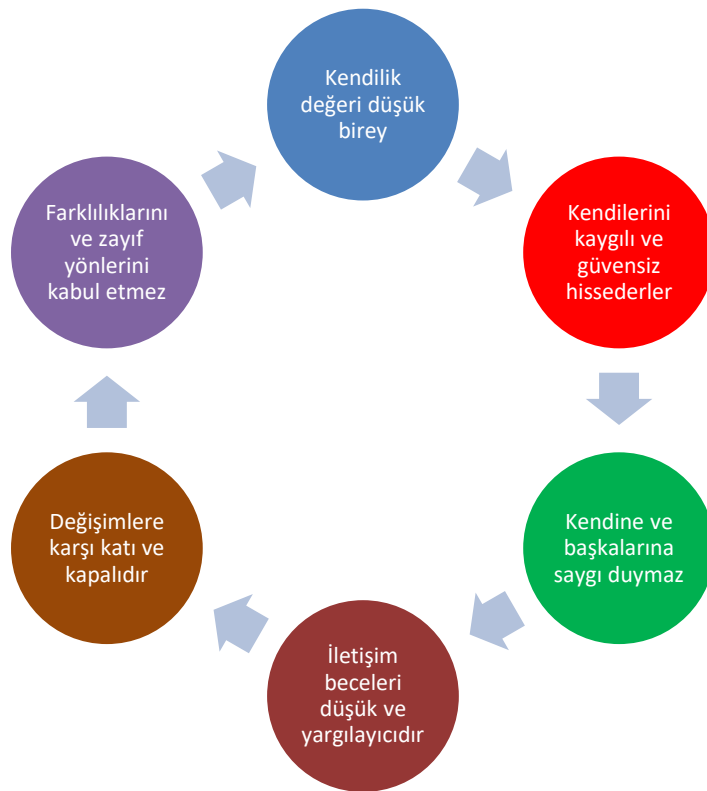 Kendilik
değeri düşük
birey
Kendilerini
kaygılı ve
güvensiz
hissederler
Kendine ve
başkalarına
saygı duymaz
İletişim
beceleri
düşük ve
yargılayıcıdır
Değişimlere
karşı katı ve
kapalıdır
Farklılıklarını
ve zayıf
yönlerini
kabul etmez